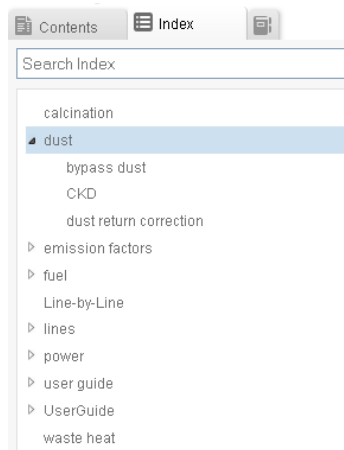 Contents Index
Search Index
calcination
dust
bypass dust
CKD
dust return correction
emission factors
fuel
Line-by-Line
lines
power
user guide
UserGuide
waste heat